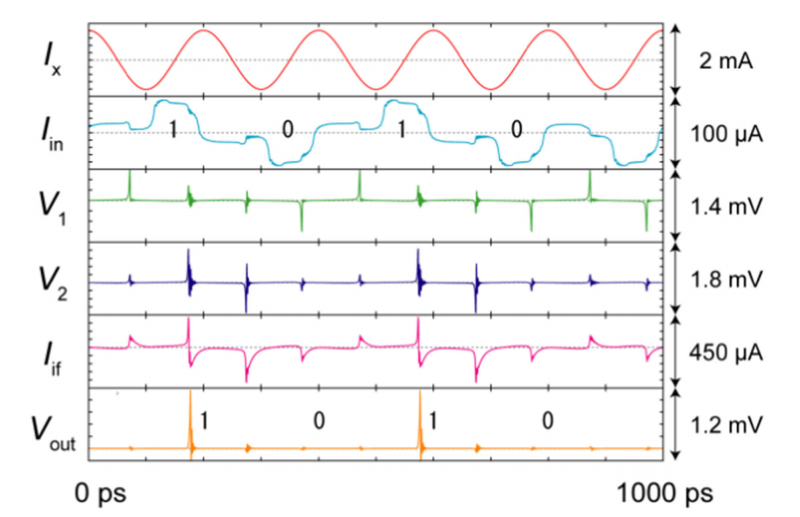 Ix 2 mA
Iin 1 0 1 0 100 μA
V1 1.4 mV
V2 1.8 mV
Iif 450 μA
Vout 1 0 1 0 1.2 mV
0 ps 1000 ps